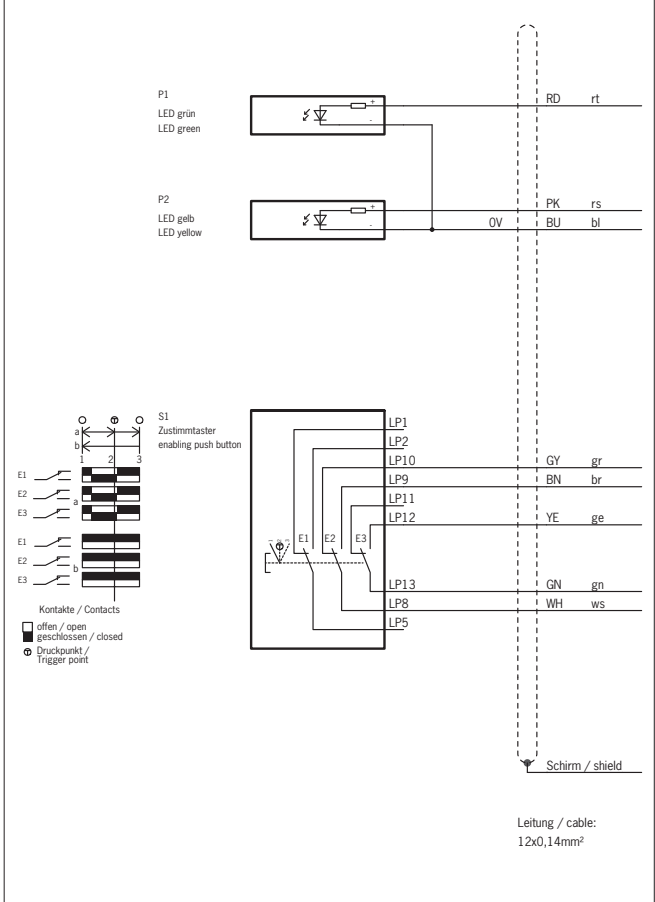 P1
LED grün
LED green
+
-
RD rt
P2
LED gelb
LED yellow
+
-
PK rs
0V BU bl
S1
Zustimmtaster
enabling push button
a
b
1 2 3
E1
E2
a
E3
E1
E2
b
E3
Kontakte / Contacts
offen / open
geschlossen / closed
Druckpunkt /
Trigger point
1 2 3
E1 E2 E3
LP1
LP2
LP10 GY gr
LP9 BN br
LP11
LP12 YE ge
LP13 GN gn
LP8 WH ws
LP5
Schirm / shield
Leitung / cable:
12x0,14mm²